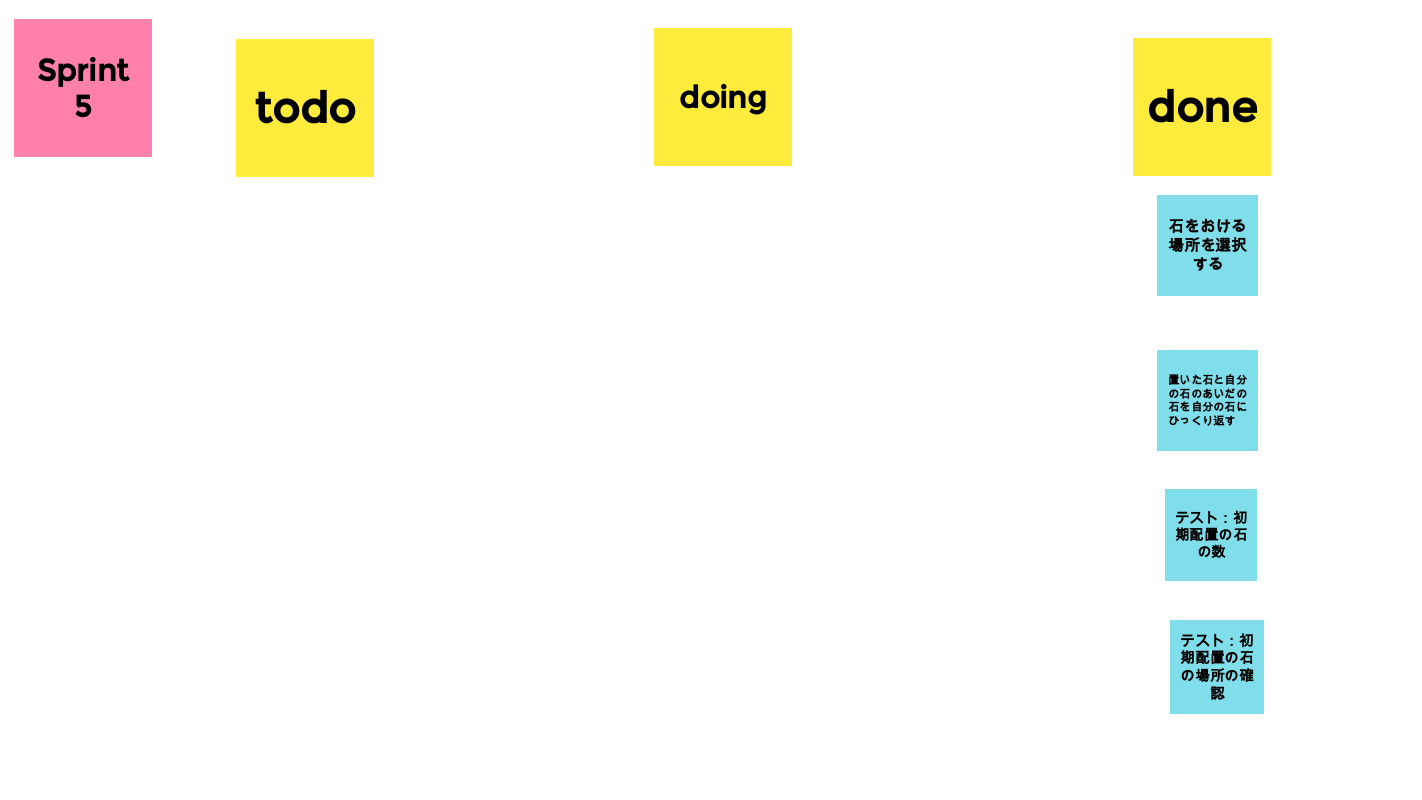 Sprint
5
todo
doing
done
石をおける
場所を選択
する
置いた石と自分
の石のあいだの
石を自分の石に
ひっくり返す
テスト：初
期配置の石
の数
テスト：初
期配置の石
の場所の確
認